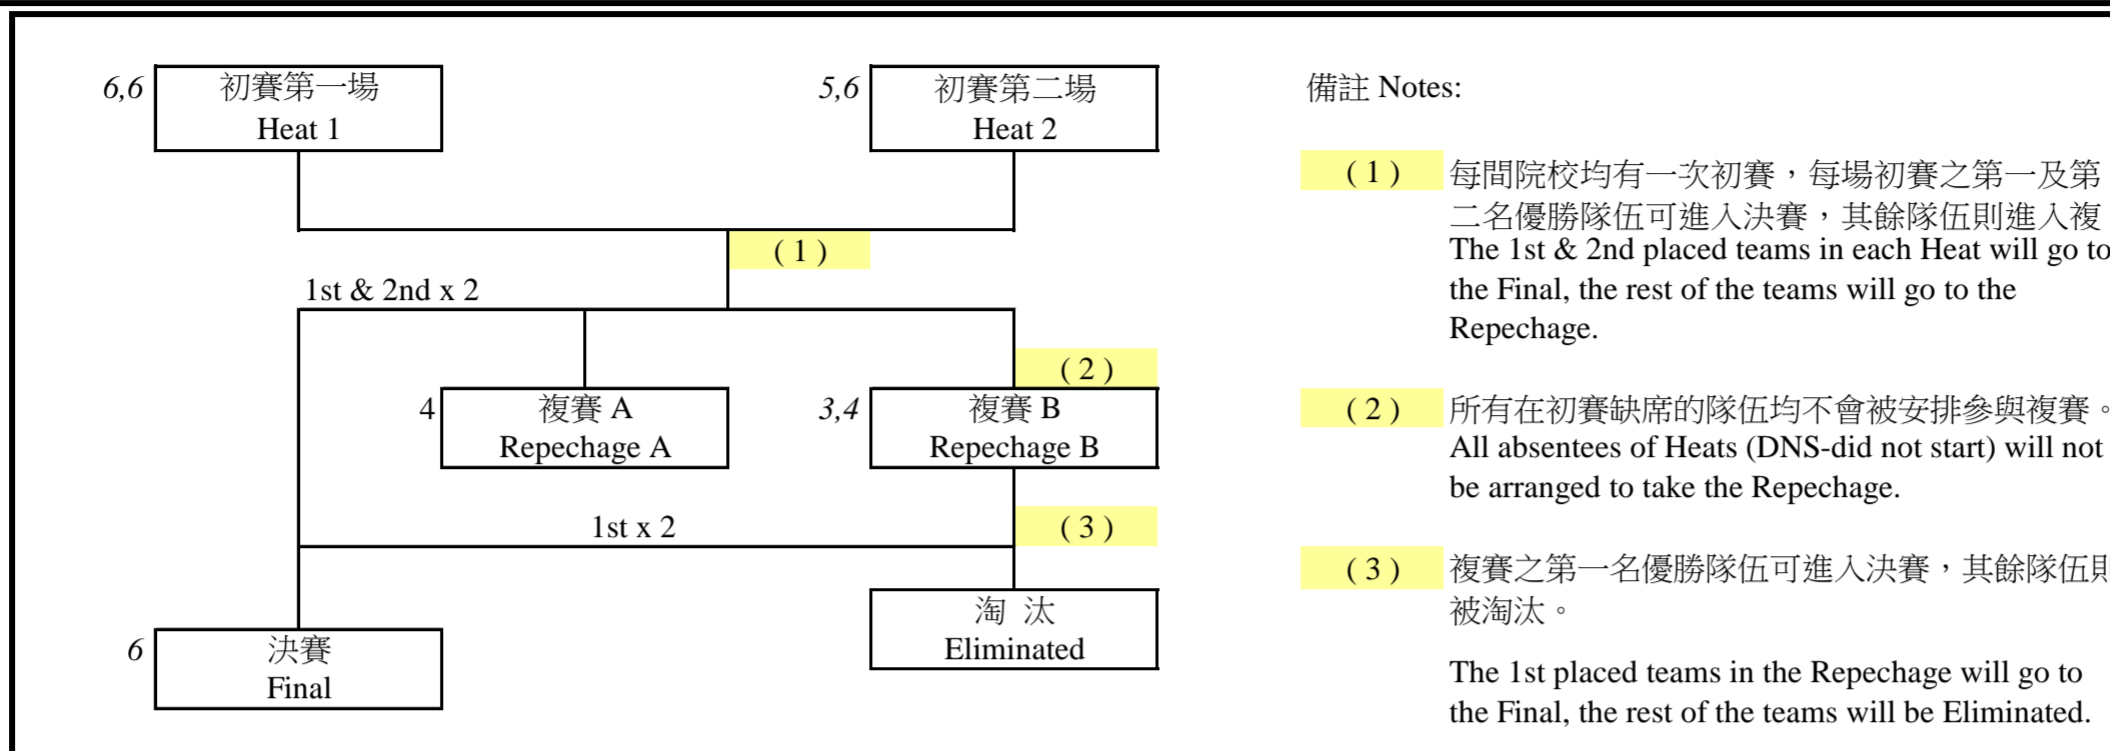 6,6
初賽第一場
Heat 1
5,6
初賽第二場
Heat 2
( 1 )
1st & 2nd x 2
( 2 )
4
複賽 A
Repechage A
3,4
複賽 B
Repechage B
1st x 2
( 3 )
淘 汰
Eliminated
6
決賽
Final
備註 Notes:
( 1 )
每間院校均有一次初賽，每場初賽之第一及第
二名優勝隊伍可進入決賽，其餘隊伍則進入複
The 1st & 2nd placed teams in each Heat will go to
the Final, the rest of the teams will go to the
Repechage.
( 2 )
所有在初賽缺席的隊伍均不會被安排參與複賽。
All absentees of Heats (DNS-did not start) will not
be arranged to take the Repechage.
( 3 )
複賽之第一名優勝隊伍可進入決賽，其餘隊伍則
被淘汰。
The 1st placed teams in the Repechage will go to
the Final, the rest of the teams will be Eliminated.